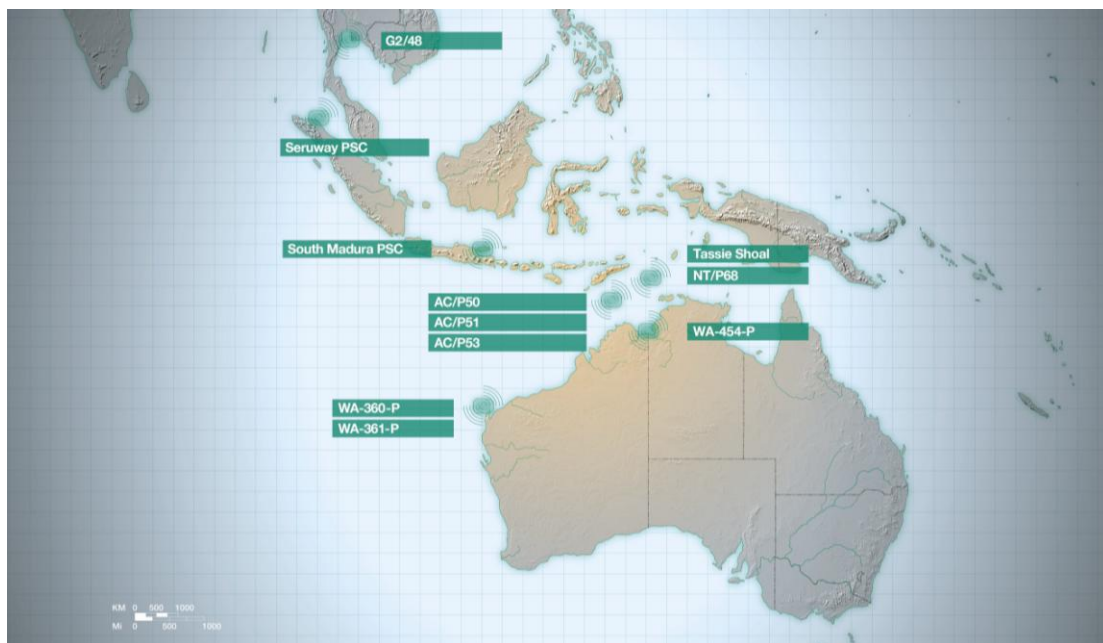 G2/48
Seruway PSC
South Madura PSC
Tassie Shoal
NT/P68
AC/P50
AC/P51
AC/P53
WA-454-P
WA-360-P
WA-361-P
KM 0 500 1000
Mi 0 500 1000